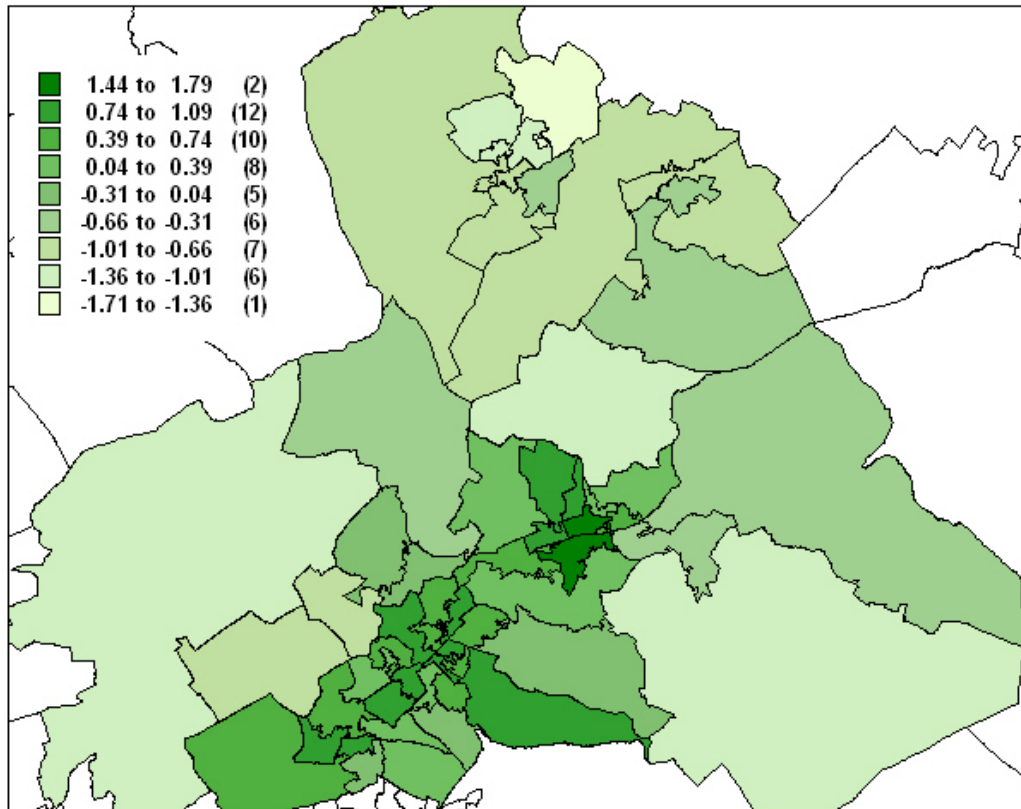 1.44 to 1.79 (2)
0.74 to 1.09 (12)
0.39 to 0.74 (10)
0.04 to 0.39 (8)
-0.31 to 0.04 (5)
-0.66 to -0.31 (6)
-1.01 to -0.66 (7)
-1.36 to -1.01 (6)
-1.71 to -1.36 (1)